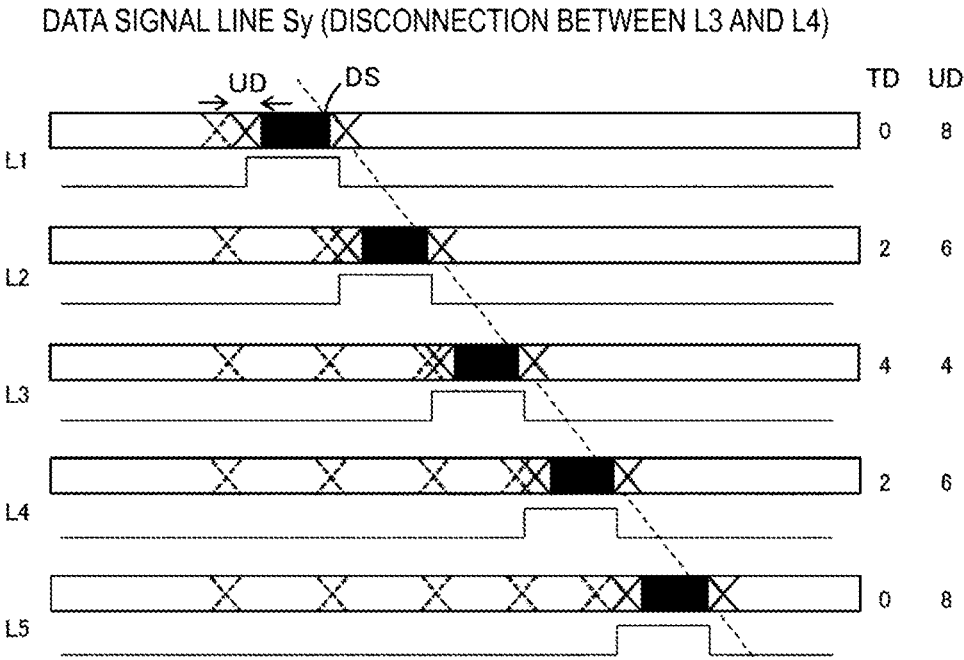 DATA SIGNAL LINE Sy (DISCONNECTION BETWEEN L3 AND L4)
UD DS TD UD
0 8
L1
2 6
L2
4 4
L3
2 6
L4
0 8
L5